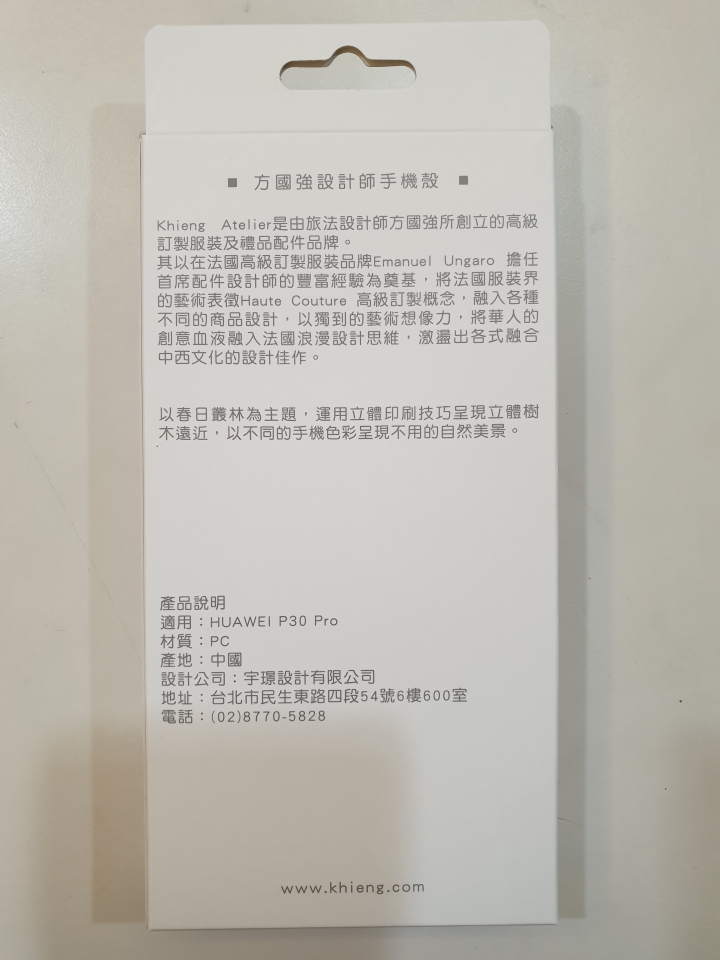 ■ 方國強設計師手機殼 ■
Khieng Atelier是由旅法設計師方國強所創立的高級
訂製服裝及禮品配件品牌。
其以在法國高級訂製服裝品牌Emanuel Ungaro 擔任
首席配件設計師的豐富經驗為奠基，將法國服裝界
的藝術表徵Haute Couture 高級訂製概念，融入各種
不同的商品設計，以獨到的藝術想像力，將華人的
創意血液融入法國浪漫設計思維，激盪出各式融合
中西文化的設計佳作。
以春日叢林為主題，運用立體印刷技巧呈現立體樹
木遠近，以不同的手機色彩呈現不用的自然美景。
產品說明
適用：HUAWEI P30 Pro
材質：PC
產地：中國
設計公司：宇璟設計有限公司
地址：台北市民生東路四段54號6樓600室
電話：(02)8770-5828
www.khieng.com